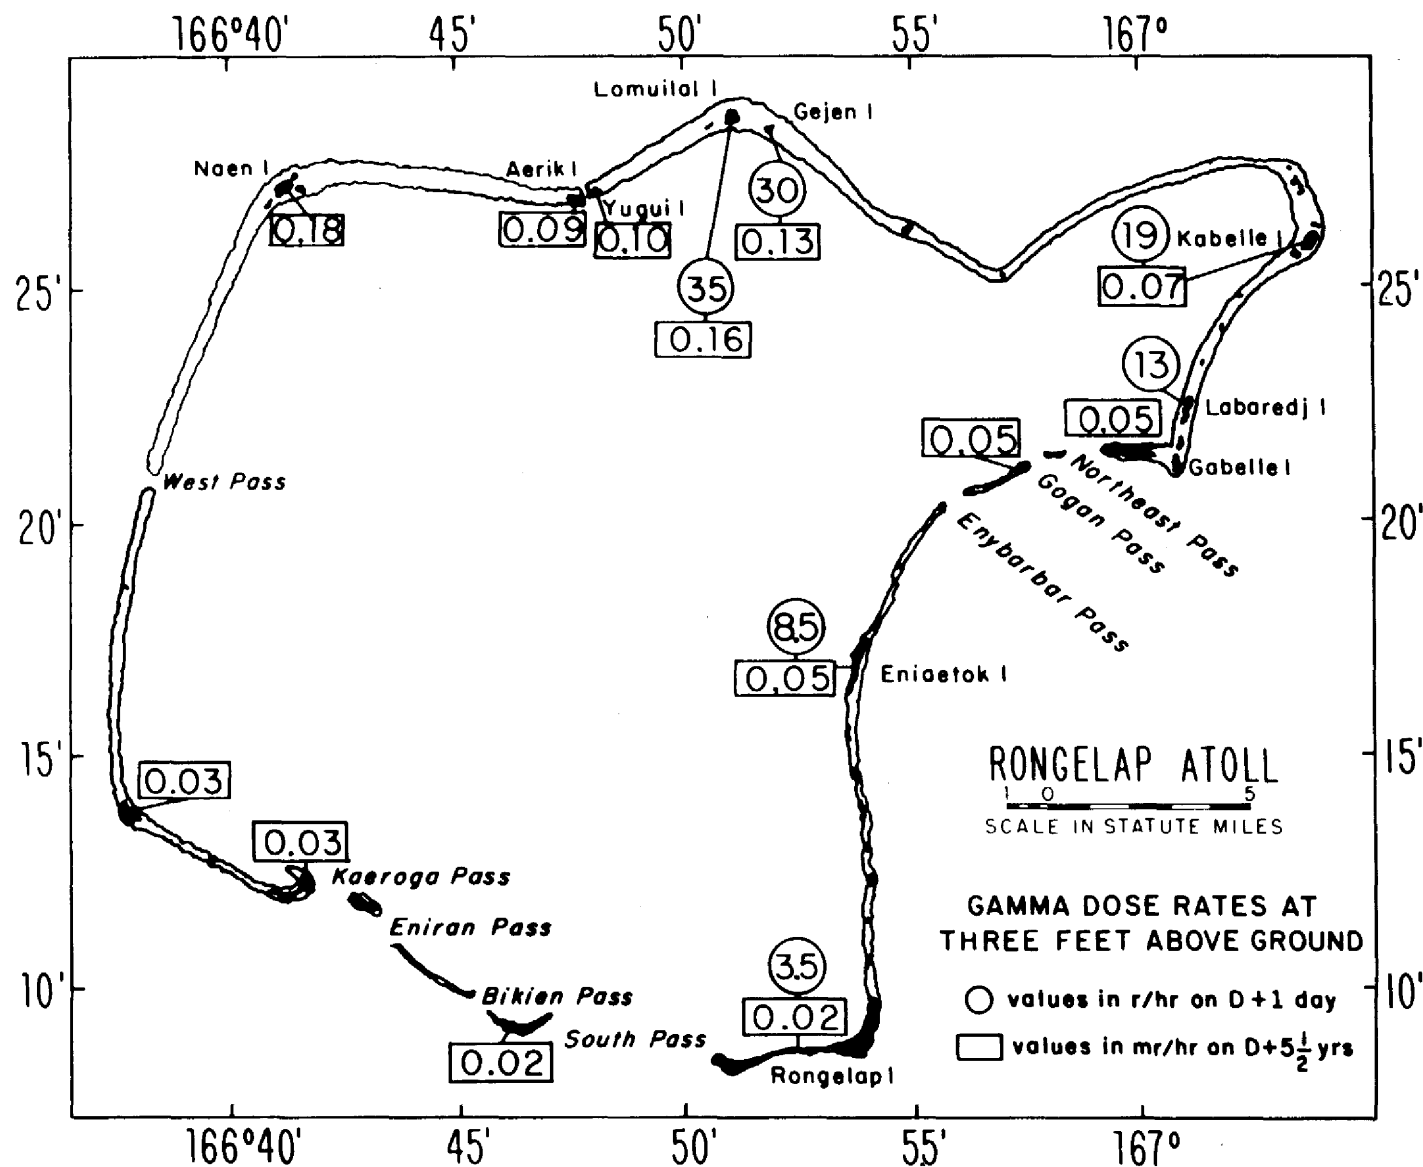 166°40' 45' 50' 55' 167°
Lomuilal I
Gejen I
Naen I
Aerik I
Yugui I
30
0.18
0.09
0.10
0.13
19
Kabelle I
25'
35
0.07
25'
0.16
13
0.05
Labaredj I
0.05
West Pass
Northeast Pass
Gabelle I
Gogan Pass
20'
Enybarbar Pass
20'
8.5
0.05
Eniaetok I
15'
0.03
RONGELAP ATOLL
15'
1 0 5
SCALE IN STATUTE MILES
0.03
Kaeroga Pass
Eniran Pass
GAMMA DOSE RATES AT
THREE FEET ABOVE GROUND
3.5
10'
Bikien Pass
values in r/hr on D+1 day
10'
0.02
South Pass
values in mr/hr on D+5 1/2 yrs
0.02
Rongelap I
166°40' 45' 50' 55' 167°